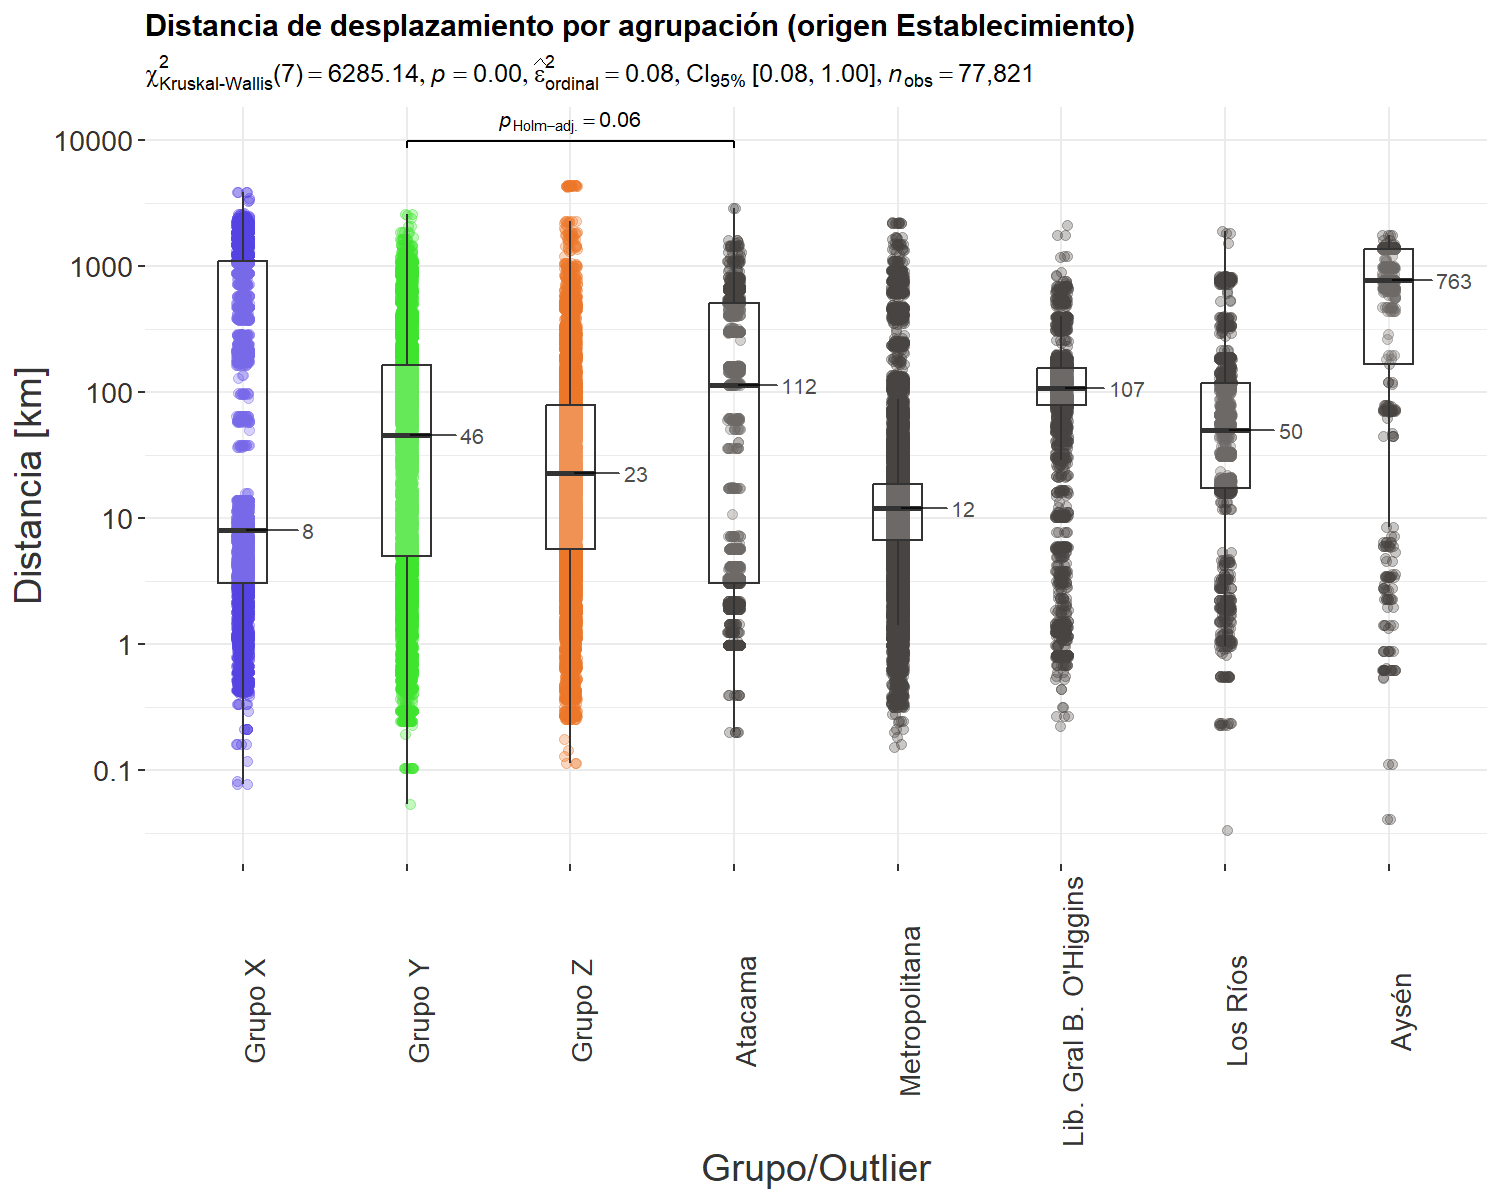 Distancia de desplazamiento por agrupación (origen Establecimiento)
χ²Kruskal-Wallis(7) = 6285.14, p = 0.00, ε̂²ordinal = 0.08, CI95% [0.08, 1.00], nobs = 77,821
pHolm−adj. = 0.06
Distancia [km]
10000
1000
100
10
1
0.1
8
46
23
112
12
107
50
763
Grupo X
Grupo Y
Grupo Z
Atacama
Metropolitana
Lib. Gral B. O'Higgins
Los Ríos
Aysén
Grupo/Outlier